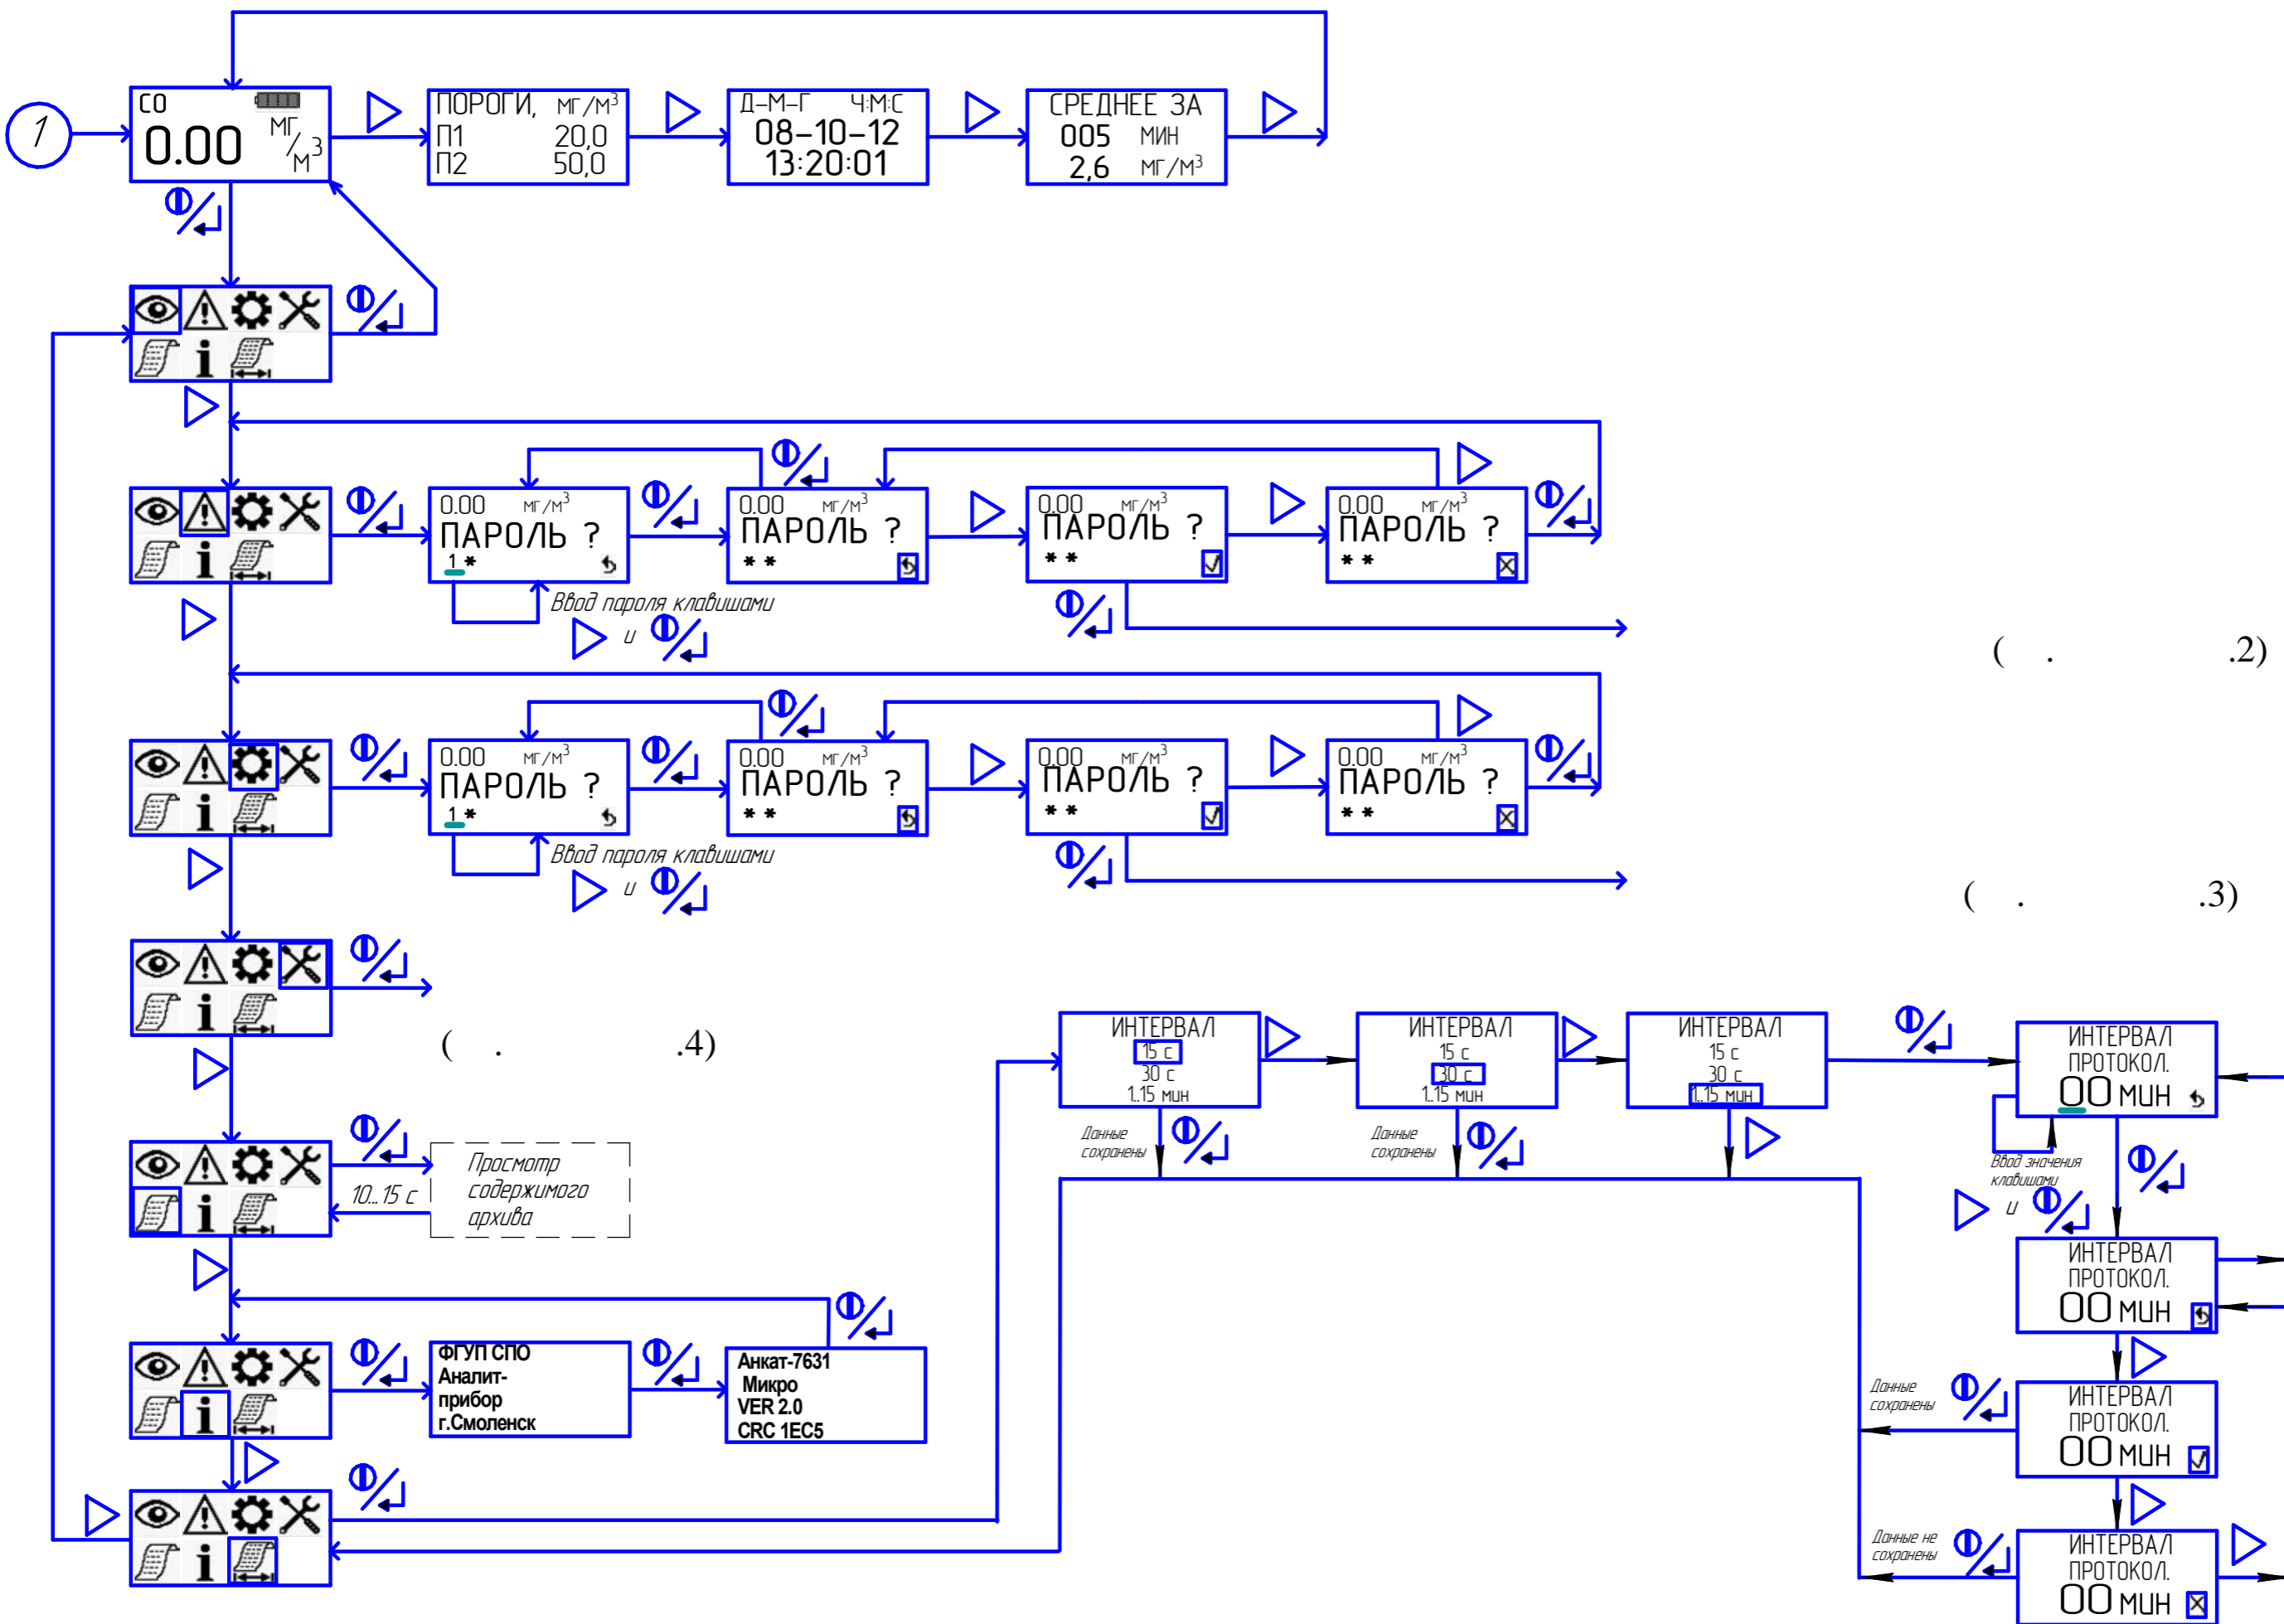 1
CO
0.00 МГ/М³
ПОРОГИ, МГ/М³
П1 20,0
П2 50,0
Д-М-Г Ч:М:С
08-10-12
13:20:01
СРЕДНЕЕ ЗА
005 МИН
2,6 МГ/М³
0.00 МГ/М³
ПАРОЛЬ ?
1*
0.00 МГ/М³
ПАРОЛЬ ?
**
0.00 МГ/М³
ПАРОЛЬ ?
**
0.00 МГ/М³
ПАРОЛЬ ?
**
Ввод пароля клавишами
и
( . .2)
0.00 МГ/М³
ПАРОЛЬ ?
1*
0.00 МГ/М³
ПАРОЛЬ ?
**
0.00 МГ/М³
ПАРОЛЬ ?
**
0.00 МГ/М³
ПАРОЛЬ ?
**
Ввод пароля клавишами
и
( . .3)
( . .4)
ИНТЕРВАЛ
15 с
30 с
1..15 мин
ИНТЕРВАЛ
15 с
30 с
1..15 мин
ИНТЕРВАЛ
15 с
30 с
1..15 мин
Данные
сохранены
Данные
сохранены
ИНТЕРВАЛ
ПРОТОКОЛ.
00 мин
Ввод значения
клавишами
и
10...15 с
Просмотр
содержимого
архива
ИНТЕРВАЛ
ПРОТОКОЛ.
00 мин
ФГУП СПО
Аналит-
прибор
г.Смоленск
Анкат-7631
Микро
VER 2.0
CRC 1EC5
Данные
сохранены
ИНТЕРВАЛ
ПРОТОКОЛ.
00 мин
Данные не
сохранены
ИНТЕРВАЛ
ПРОТОКОЛ.
00 мин